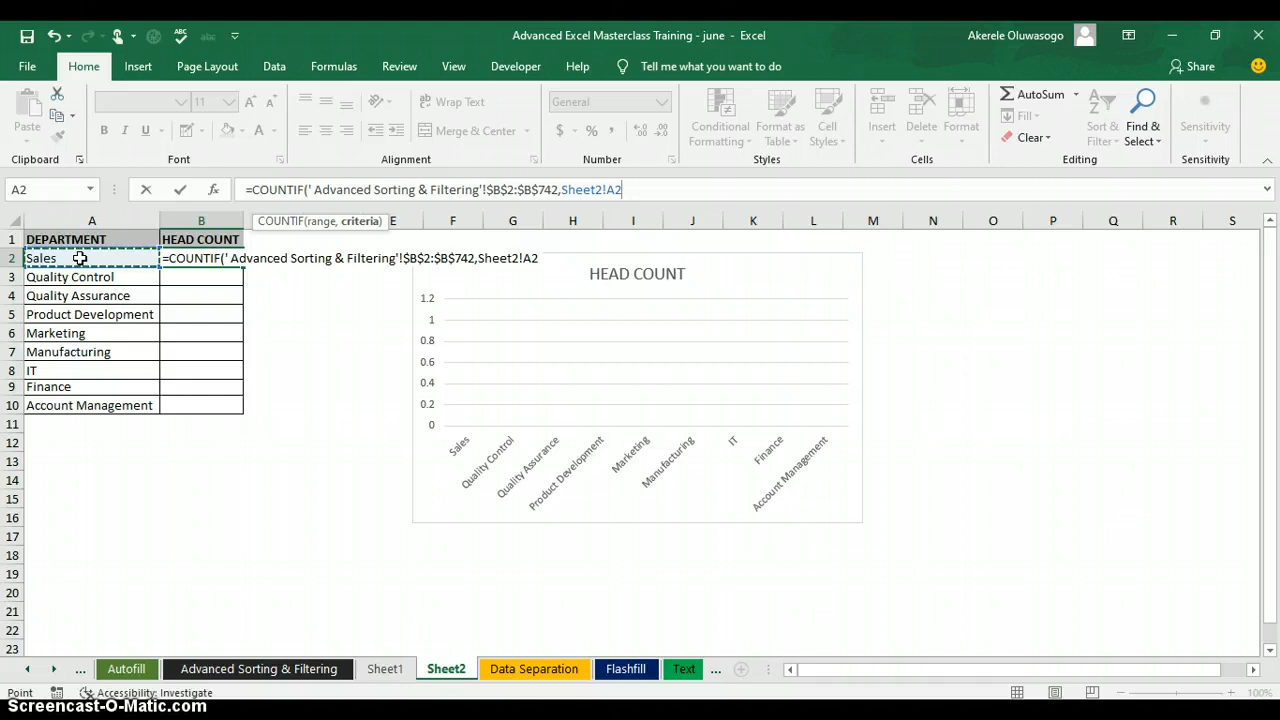 Advanced Excel Masterclass Training - june - Excel
Akerele Oluwasogo
File Home Insert Page Layout Data Formulas Review View Developer Help Tell me what you want to do Share
Paste
Clipboard
11
B I U
A A
Font
Wrap Text
Merge & Center
Alignment
General
$ % ,
Number
Conditional Formatting
Format as Table
Cell Styles
Styles
Insert Delete Format
Cells
AutoSum
Fill
Clear
Sort & Filter
Find & Select
Editing
Sensitivity
Sensitivity
A2
fx
=COUNTIF(' Advanced Sorting & Filtering'!$B$2:$B$742,Sheet2!A2
COUNTIF(range, criteria)
A B E F G H I J K L M N O P Q R S
1 DEPARTMENT HEAD COUNT
2 Sales =COUNTIF(' Advanced Sorting & Filtering'!$B$2:$B$742,Sheet2!A2
3 Quality Control
4 Quality Assurance
5 Product Development
6 Marketing
7 Manufacturing
8 IT
9 Finance
10 Account Management
11
12
13
14
15
16
17
18
19
20
21
22
23
HEAD COUNT
1.2
1
0.8
0.6
0.4
0.2
0
Sales
Quality Control
Quality Assurance
Product Development
Marketing
Manufacturing
IT
Finance
Account Management
... Autofill Advanced Sorting & Filtering Sheet1 Sheet2 Data Separation Flashfill Text ...
Point Accessibility: Investigate 100%
Screencast-O-Matic.com